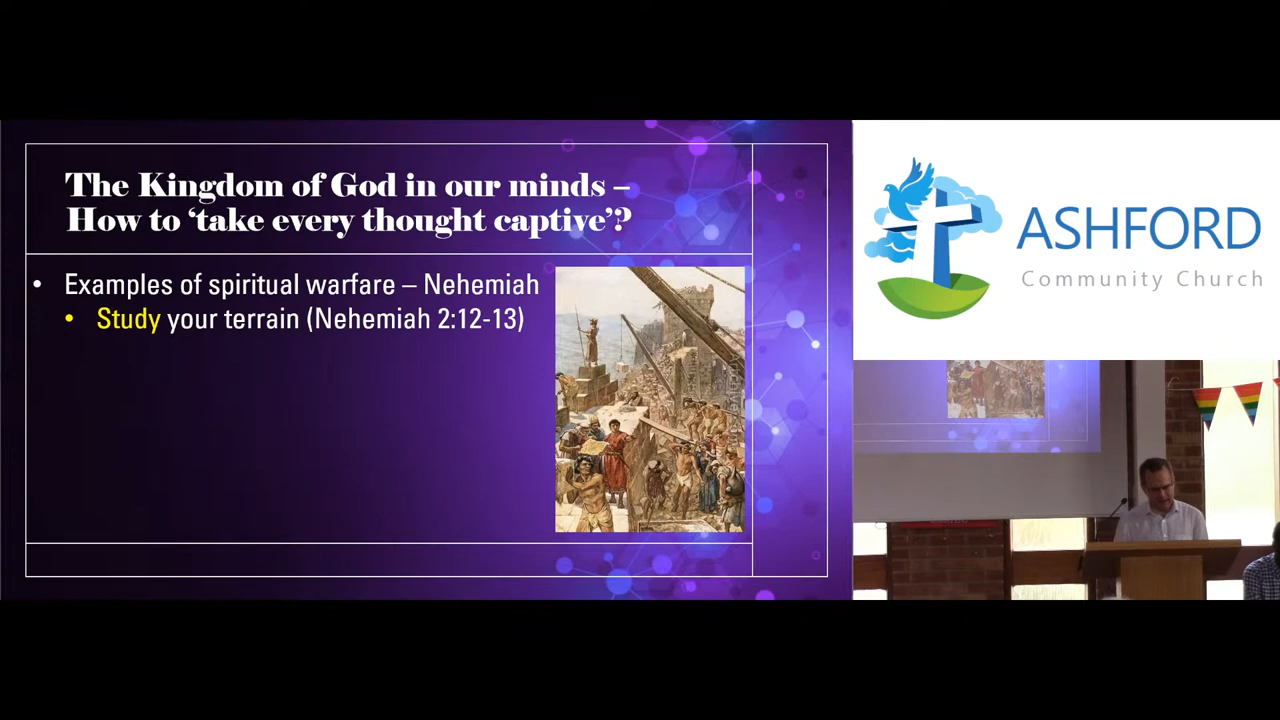 The Kingdom of God in our minds –
How to ‘take every thought captive’?
• Examples of spiritual warfare – Nehemiah
• Study your terrain (Nehemiah 2:12-13)
ASHFORD
Community Church